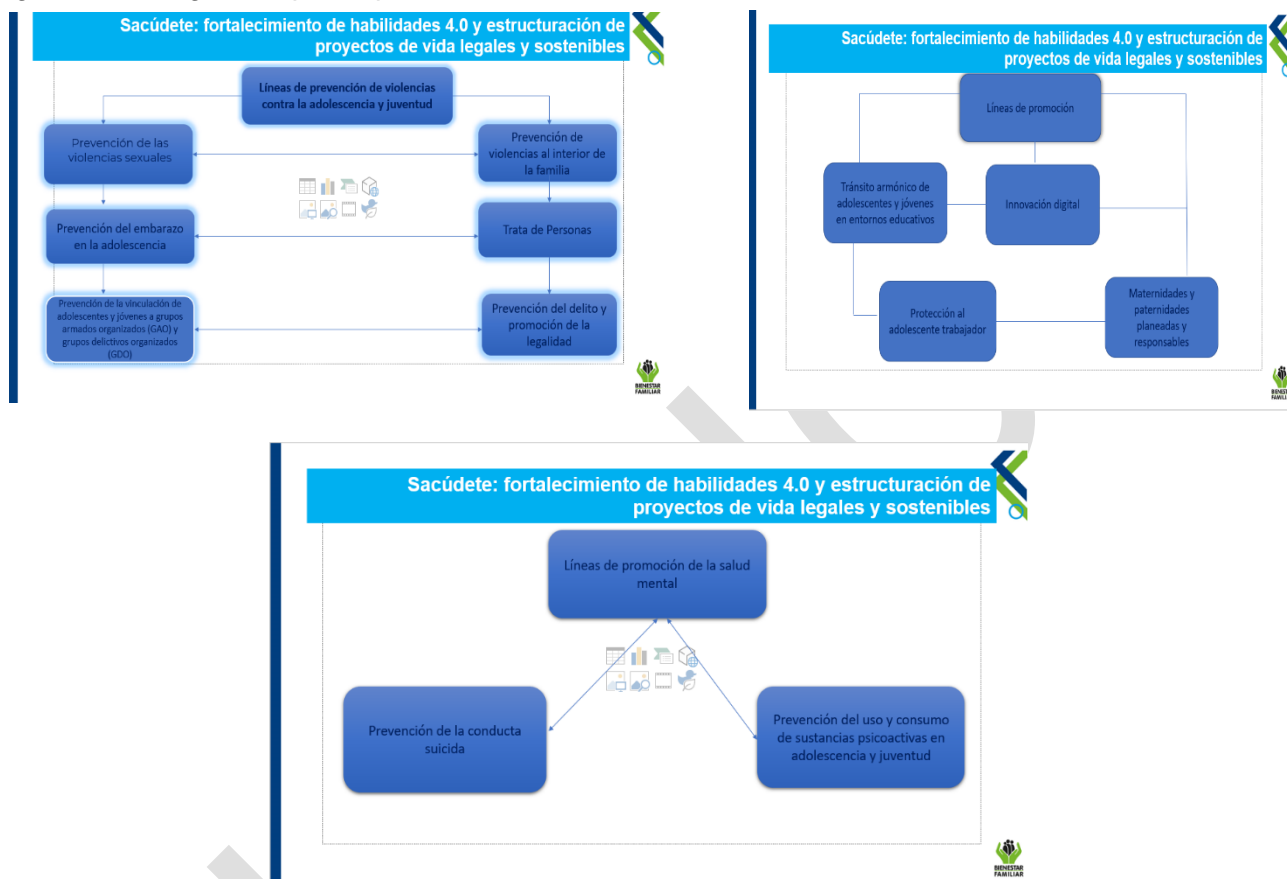 Sacúdete: fortalecimiento de habilidades 4.0 y estructuración de
proyectos de vida legales y sostenibles
Líneas de prevención de violencias
contra la adolescencia y juventud
Prevención de las
violencias sexuales
Prevención de
violencias al interior de
la familia
Prevención del embarazo
en la adolescencia
Trata de Personas
Prevención de la vinculación de
adolescentes y jóvenes a grupos
armados organizados (GAO) y
grupos delictivos organizados
(GDO)
Prevención del delito y
promoción de la
legalidad
BIENESTAR
FAMILIAR
Sacúdete: fortalecimiento de habilidades 4.0 y estructuración de
proyectos de vida legales y sostenibles
Líneas de promoción
Tránsito armónico de
adolescentes y jóvenes
en entornos educativos
Innovación digital
Protección al
adolescente trabajador
Maternidades y
paternidades
planeadas y
responsables
Sacúdete: fortalecimiento de habilidades 4.0 y estructuración de
proyectos de vida legales y sostenibles
Líneas de promoción de la salud
mental
Prevención de la conducta
suicida
Prevención del uso y consumo
de sustancias psicoactivas en
adolescencia y juventud
BIENESTAR
FAMILIAR